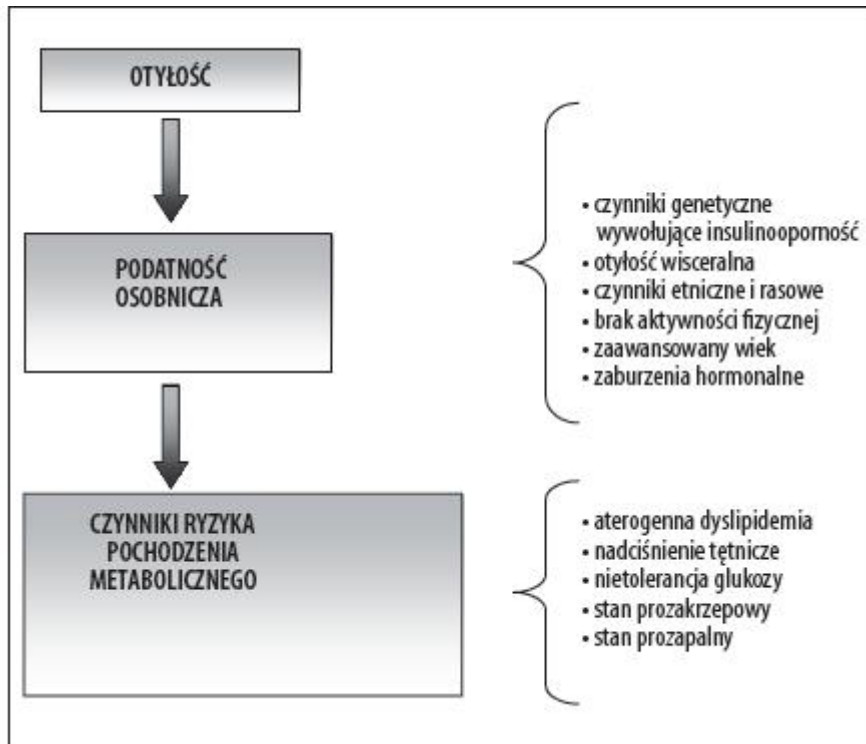 OTYŁOŚĆ
PODATNOŚĆ
OSOBNICZA
• czynniki genetyczne
wywołujące insulinooporność
• otyłość wisceralna
• czynniki etniczne i rasowe
• brak aktywności fizycznej
• zaawansowany wiek
• zaburzenia hormonalne
CZYNNIKI RYZYKA
POCHODZENIA
METABOLICZNEGO
• aterogenna dyslipidemia
• nadciśnienie tętnicze
• nietolerancja glukozy
• stan prozakrzepowy
• stan prozapalny